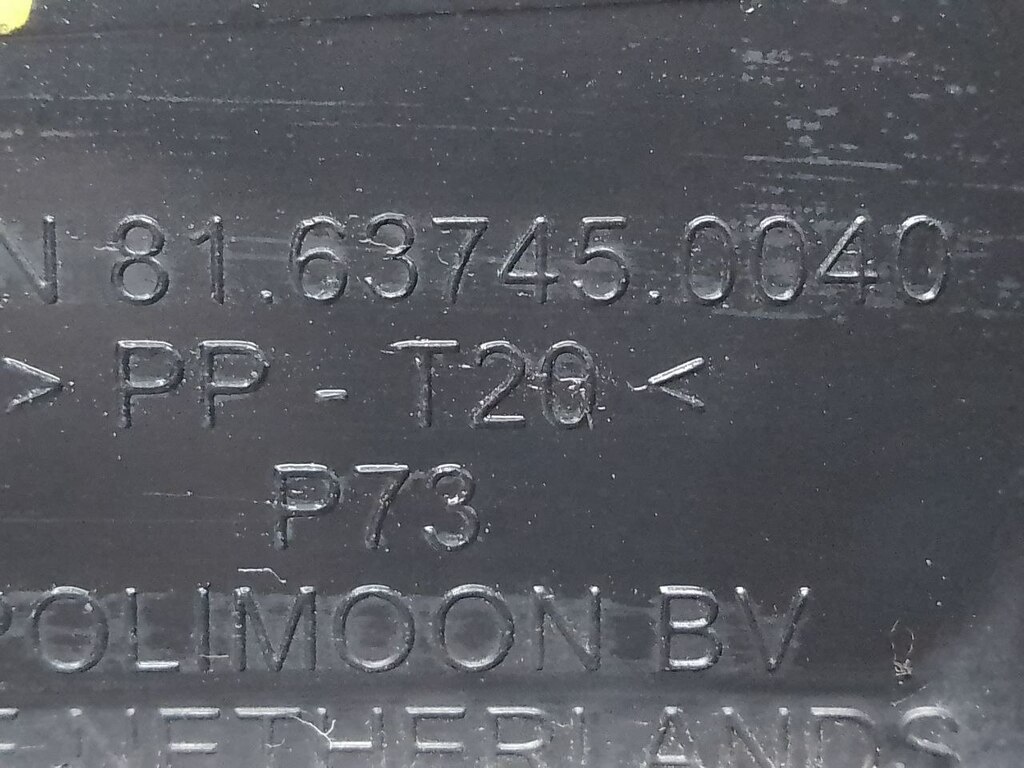 N 81.63745.0040
> PP - T20 <
P73
POLIMOON BV
NETHERLANDS